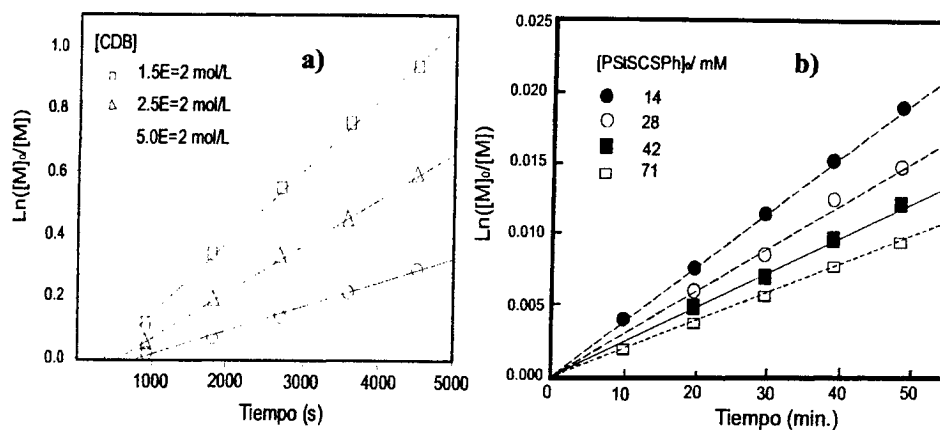 a)
[CDB]
1.5E=2 mol/L
2.5E=2 mol/L
5.0E=2 mol/L
Ln([M]₀/[M])
1.0
0.8
0.6
0.4
0.2
0.0
1000 2000 3000 4000 5000
Tiempo (s)
b)
[PStSCSPh]₀/ mM
14
28
42
71
Ln([M]₀/[M])
0.025
0.020
0.015
0.010
0.005
0.000
0 10 20 30 40 50
Tiempo (min.)